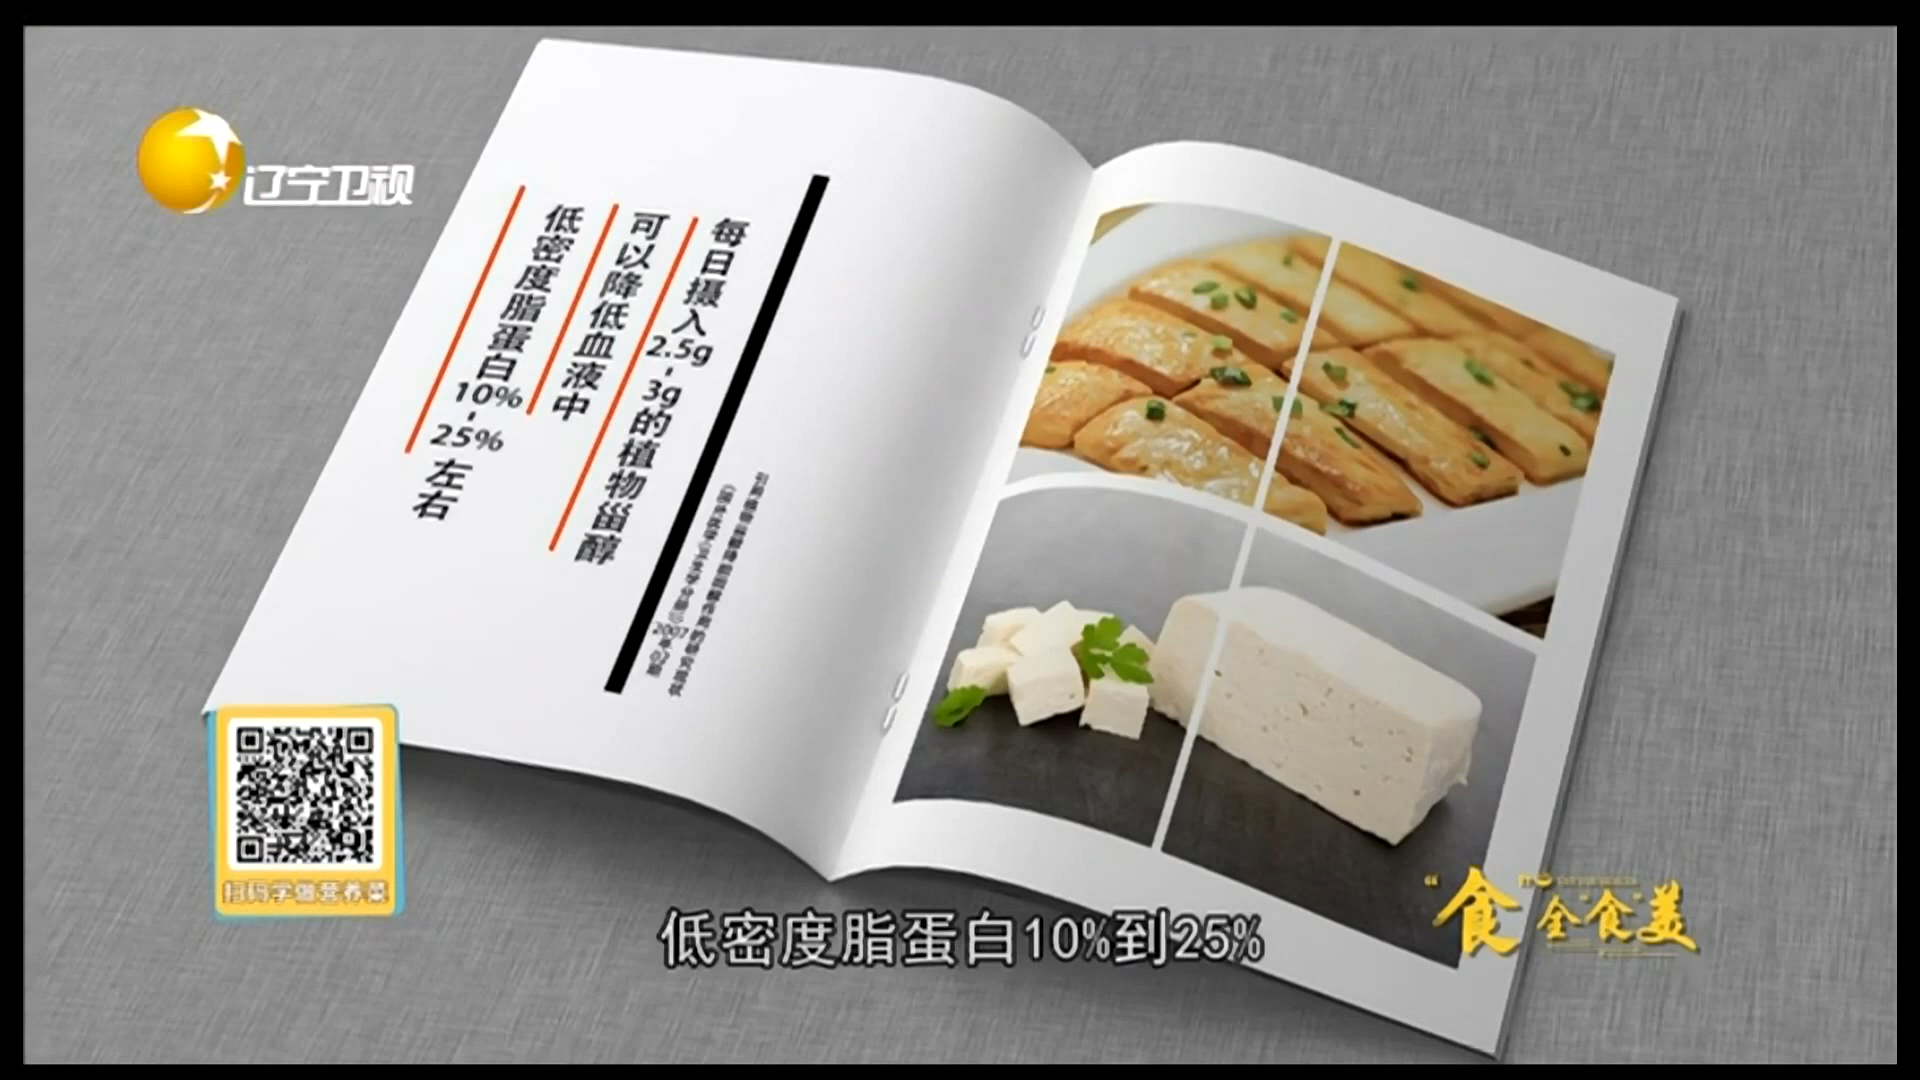 辽宁卫视
每日摄入2.5g-3g的植物甾醇
可以降低血液中
低密度脂蛋白10%-25%左右
扫码学做营养菜
低密度脂蛋白10%到25%
“食全食美”